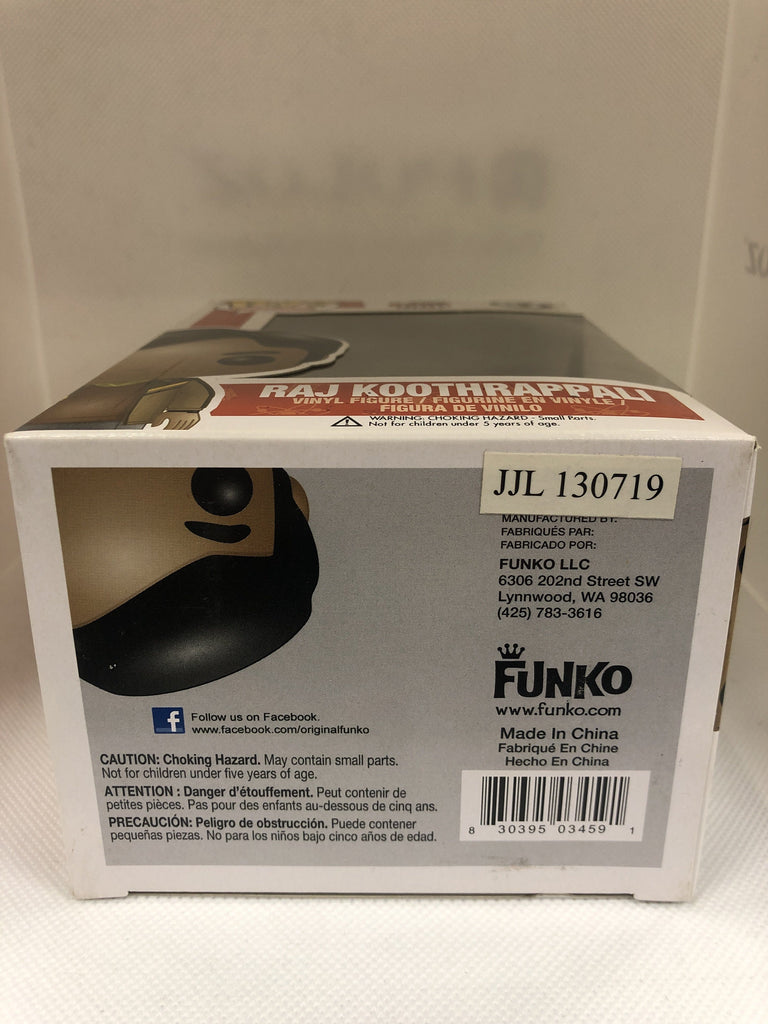 RAJ KOOTHRAPPALI
VINYL FIGURE / FIGURINE EN VINYLE /
FIGURA DE VINILO
WARNING: CHOKING HAZARD - Small Parts.
Not for children under 3 years of age.
JJL 130719
MANUFACTURED BY:
FABRIQUÉS PAR:
FABRICADO POR:
FUNKO LLC
6306 202nd Street SW
Lynnwood, WA 98036
(425) 783-3616
FUNKO
www.funko.com
Made In China
Fabriqué En Chine
Hecho En China
8 30395 03459 1
f Follow us on Facebook.
www.facebook.com/originalfunko
CAUTION: Choking Hazard. May contain small parts.
Not for children under five years of age.
ATTENTION : Danger d'étouffement. Peut contenir de
petites pièces. Pas pour des enfants au-dessous de cinq ans.
PRECAUCIÓN: Peligro de obstrucción. Puede contener
pequeñas piezas. No para los niños bajo cinco años de edad.